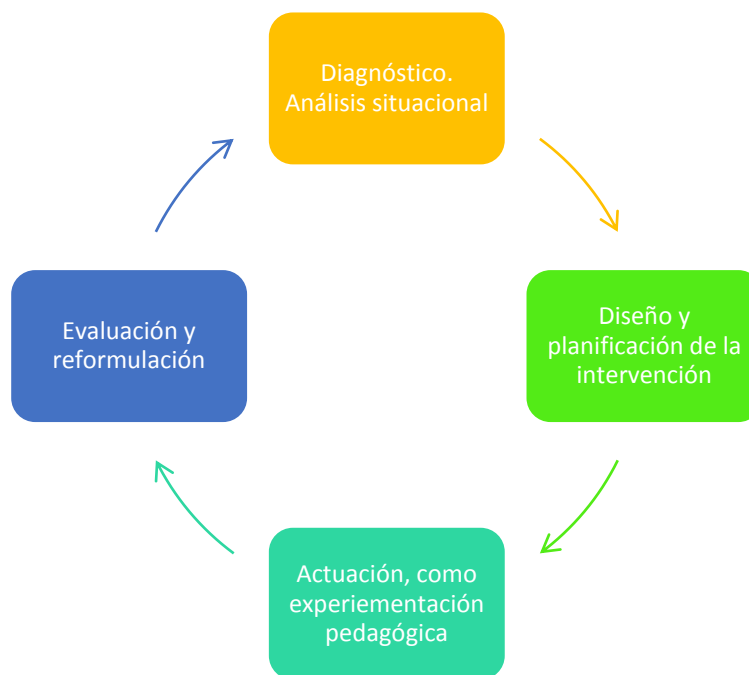 Diagnóstico.
Análisis situacional
Diseño y
planificación de la
intervención
Actuación, como
experiementación
pedagógica
Evaluación y
reformulación